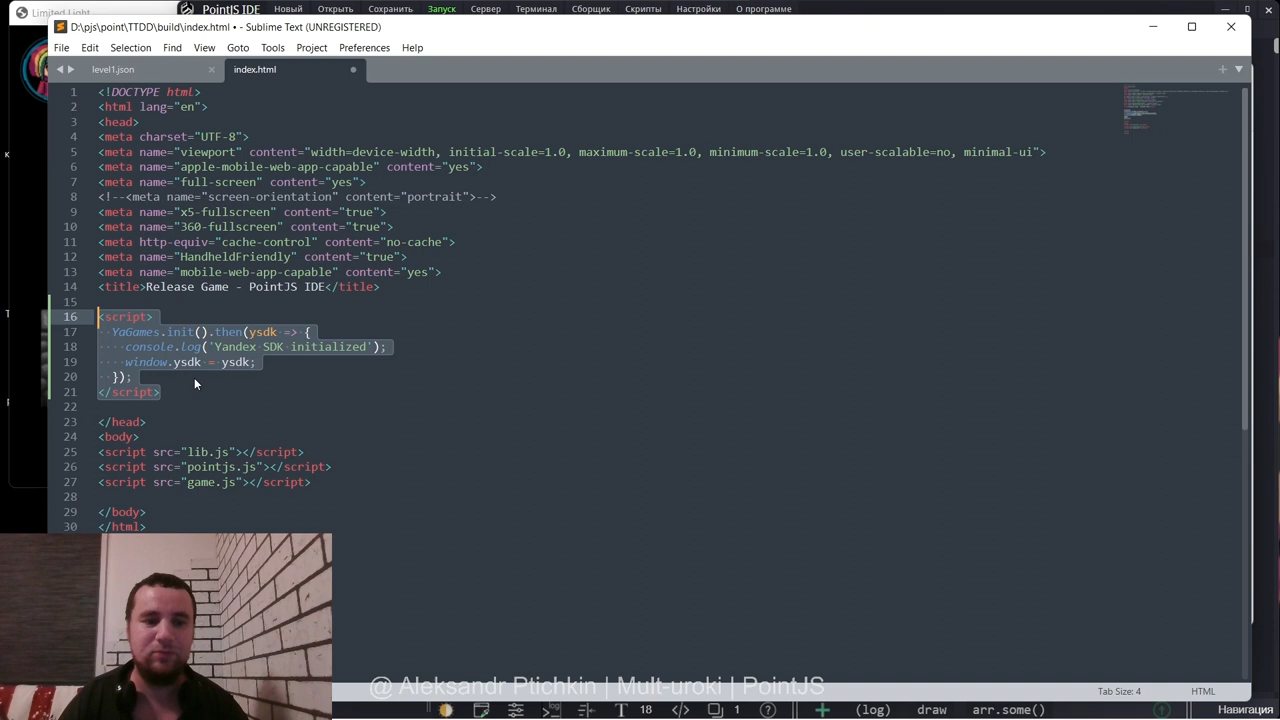 Limited Light
PointJS IDE Новый Открыть Сохранить Запуск Сервер Терминал Сборщик Скрипты Настройки О программе
D:\pjs\point\TTDD\build\index.html • - Sublime Text (UNREGISTERED)
File Edit Selection Find View Goto Tools Project Preferences Help
level1.json index.html
1 <!DOCTYPE html>
2 <html lang="en">
3 <head>
4 <meta charset="UTF-8">
5 <meta name="viewport" content="width=device-width, initial-scale=1.0, maximum-scale=1.0, minimum-scale=1.0, user-scalable=no, minimal-ui">
6 <meta name="apple-mobile-web-app-capable" content="yes">
7 <meta name="full-screen" content="yes">
8 <!--<meta name="screen-orientation" content="portrait">-->
9 <meta name="x5-fullscreen" content="true">
10 <meta name="360-fullscreen" content="true">
11 <meta http-equiv="cache-control" content="no-cache">
12 <meta name="HandheldFriendly" content="true">
13 <meta name="mobile-web-app-capable" content="yes">
14 <title>Release Game - PointJS IDE</title>
15
16 <script>
17 YaGames.init().then(ysdk => {
18 console.log('Yandex SDK initialized');
19 window.ysdk = ysdk;
20 });
21 </script>
22
23 </head>
24 <body>
25 <script src="lib.js"></script>
26 <script src="pointjs.js"></script>
27 <script src="game.js"></script>
28
29 </body>
30 </html>
@ Aleksandr Ptichkin | Mult-uroki | PointJS
Tab Size: 4 HTML
log T 18 </> 1 (log) draw arr.some() Навигация